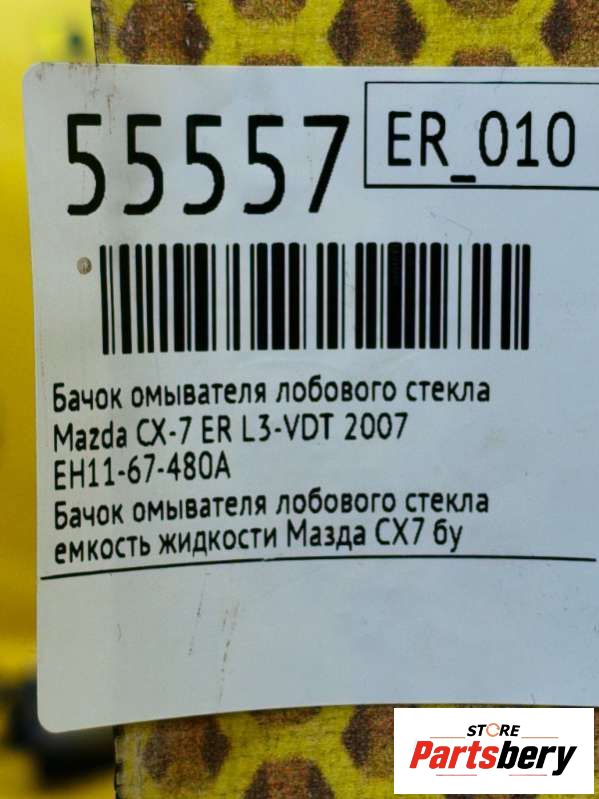 55557
ER_010
Бачок омывателя лобового стекла
Mazda CX-7 ER L3-VDT 2007
EH11-67-480A
Бачок омывателя лобового стекла
емкость жидкости Мазда СХ7 бу
STORE
Partsbery